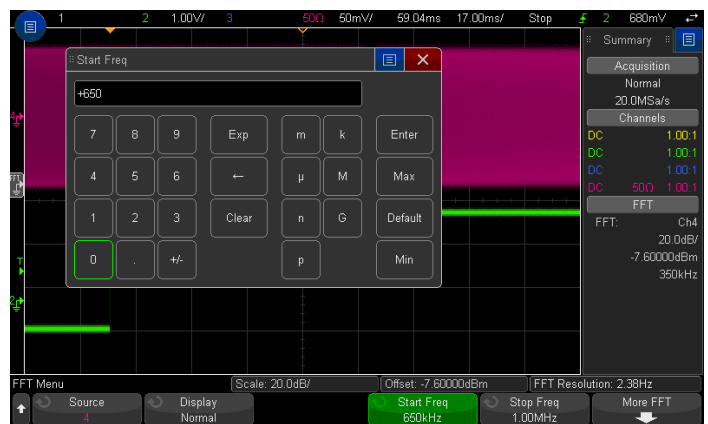 1 2 1.00V/ 3 50Ω 50mV/ 59.04ms 17.00ms/ Stop 2 680mV
Summary
Start Freq
Acquisition
Normal
20.0MSa/s
Channels
DC 1.00:1
DC 1.00:1
DC 1.00:1
DC 50Ω 1.00:1
FFT
FFT: Ch4
20.0dB/
-7.60000dBm
350kHz
+650
7 8 9 Exp m k Enter
4 5 6 ← µ M Max
1 2 3 Clear n G Default
0 . +/- p Min
4
FFT
T
2
FFT Menu Scale: 20.0dB/ Offset: -7.60000dBm FFT Resolution: 2.38Hz
Source Display Start Freq Stop Freq More FFT
4 Normal 650kHz 1.00MHz